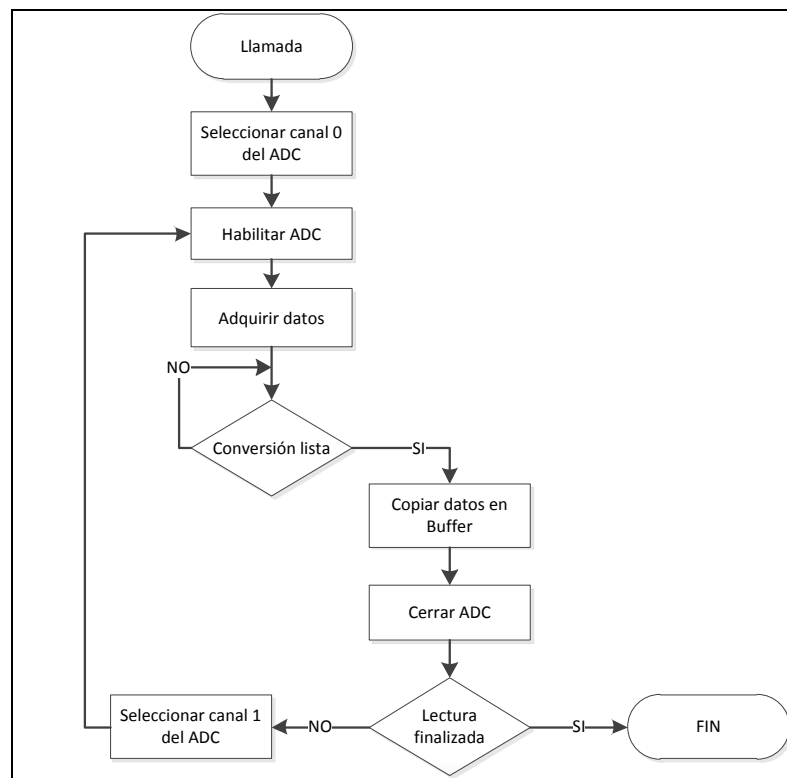 Llamada
Seleccionar canal 0
del ADC
Habilitar ADC
Adquirir datos
NO
Conversión lista
SI
Copiar datos en
Buffer
Cerrar ADC
Lectura
finalizada
NO
Seleccionar canal 1
del ADC
SI
FIN